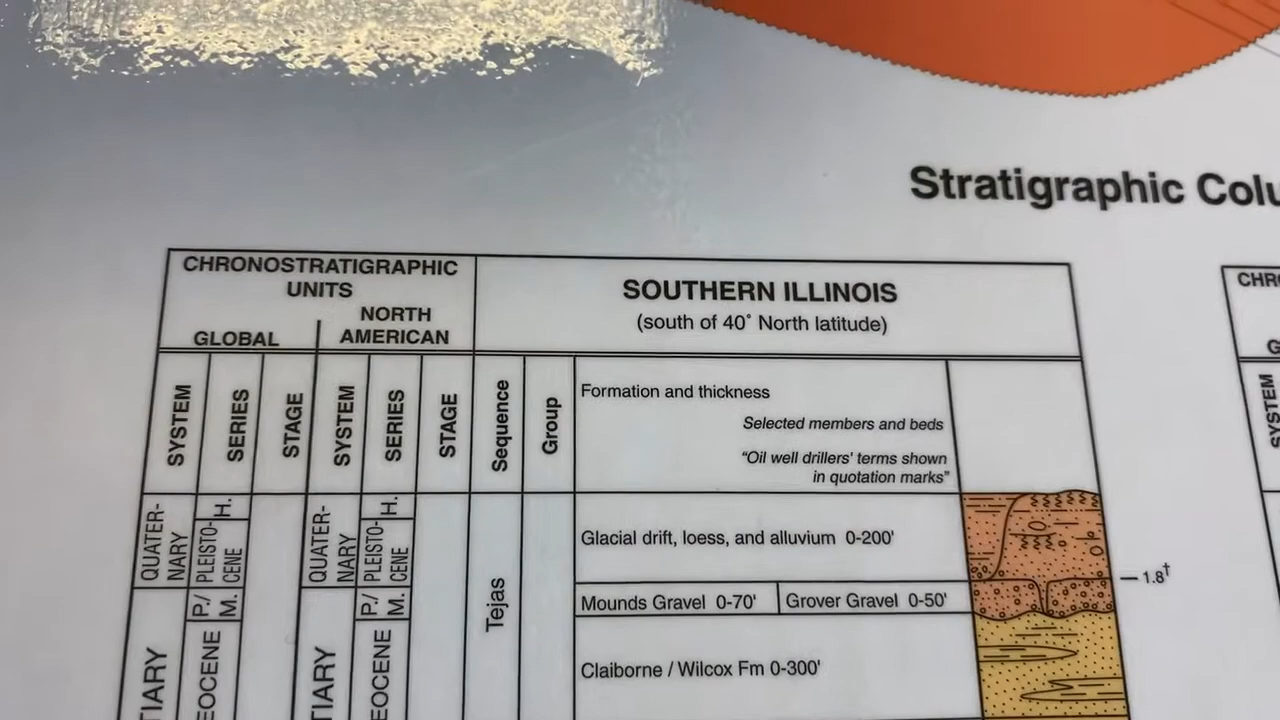 Stratigraphic Colu
CHRONOSTRATIGRAPHIC
UNITS
GLOBAL
NORTH
AMERICAN
SOUTHERN ILLINOIS
(south of 40° North latitude)
CHR
G
SYSTEM
SERIES
STAGE
SYSTEM
SERIES
STAGE
Sequence
Group
Formation and thickness
Selected members and beds
"Oil well drillers' terms shown
in quotation marks"
SYSTEM
QUATER-
NARY
PLEISTO-
CENE
H.
QUATER-
NARY
PLEISTO-
CENE
H.
Tejas
Glacial drift, loess, and alluvium 0-200'
1.8†
P./
M.
P./
M.
Mounds Gravel 0-70'
Grover Gravel 0-50'
TIARY
EOCENE
TIARY
EOCENE
Claiborne / Wilcox Fm 0-300'